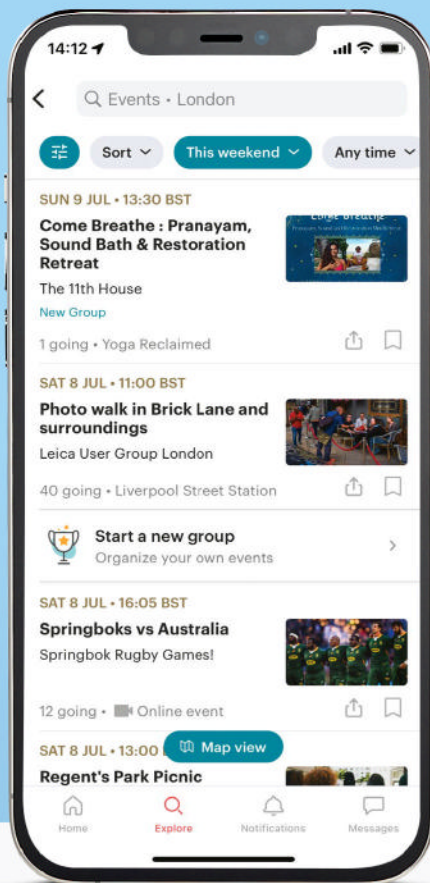 14:12
Events • London
Sort
This weekend
Any time
SUN 9 JUL • 13:30 BST
Come Breathe : Pranayam,
Sound Bath & Restoration
Retreat
Come Breathe
The 11th House
New Group
1 going • Yoga Reclaimed
SAT 8 JUL • 11:00 BST
Photo walk in Brick Lane and
surroundings
Leica User Group London
40 going • Liverpool Street Station
Start a new group
Organize your own events
SAT 8 JUL • 16:05 BST
Springboks vs Australia
Springbok Rugby Games!
12 going • Online event
SAT 8 JUL • 13:00
Map view
Regent's Park Picnic
Home
Explore
Notifications
Messages